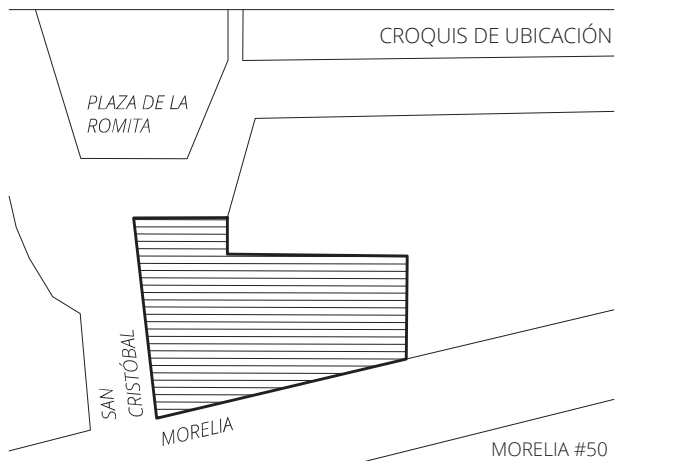 CROQUIS DE UBICACIÓN
PLAZA DE LA
ROMITA
SAN
CRISTÓBAL
MORELIA
MORELIA #50